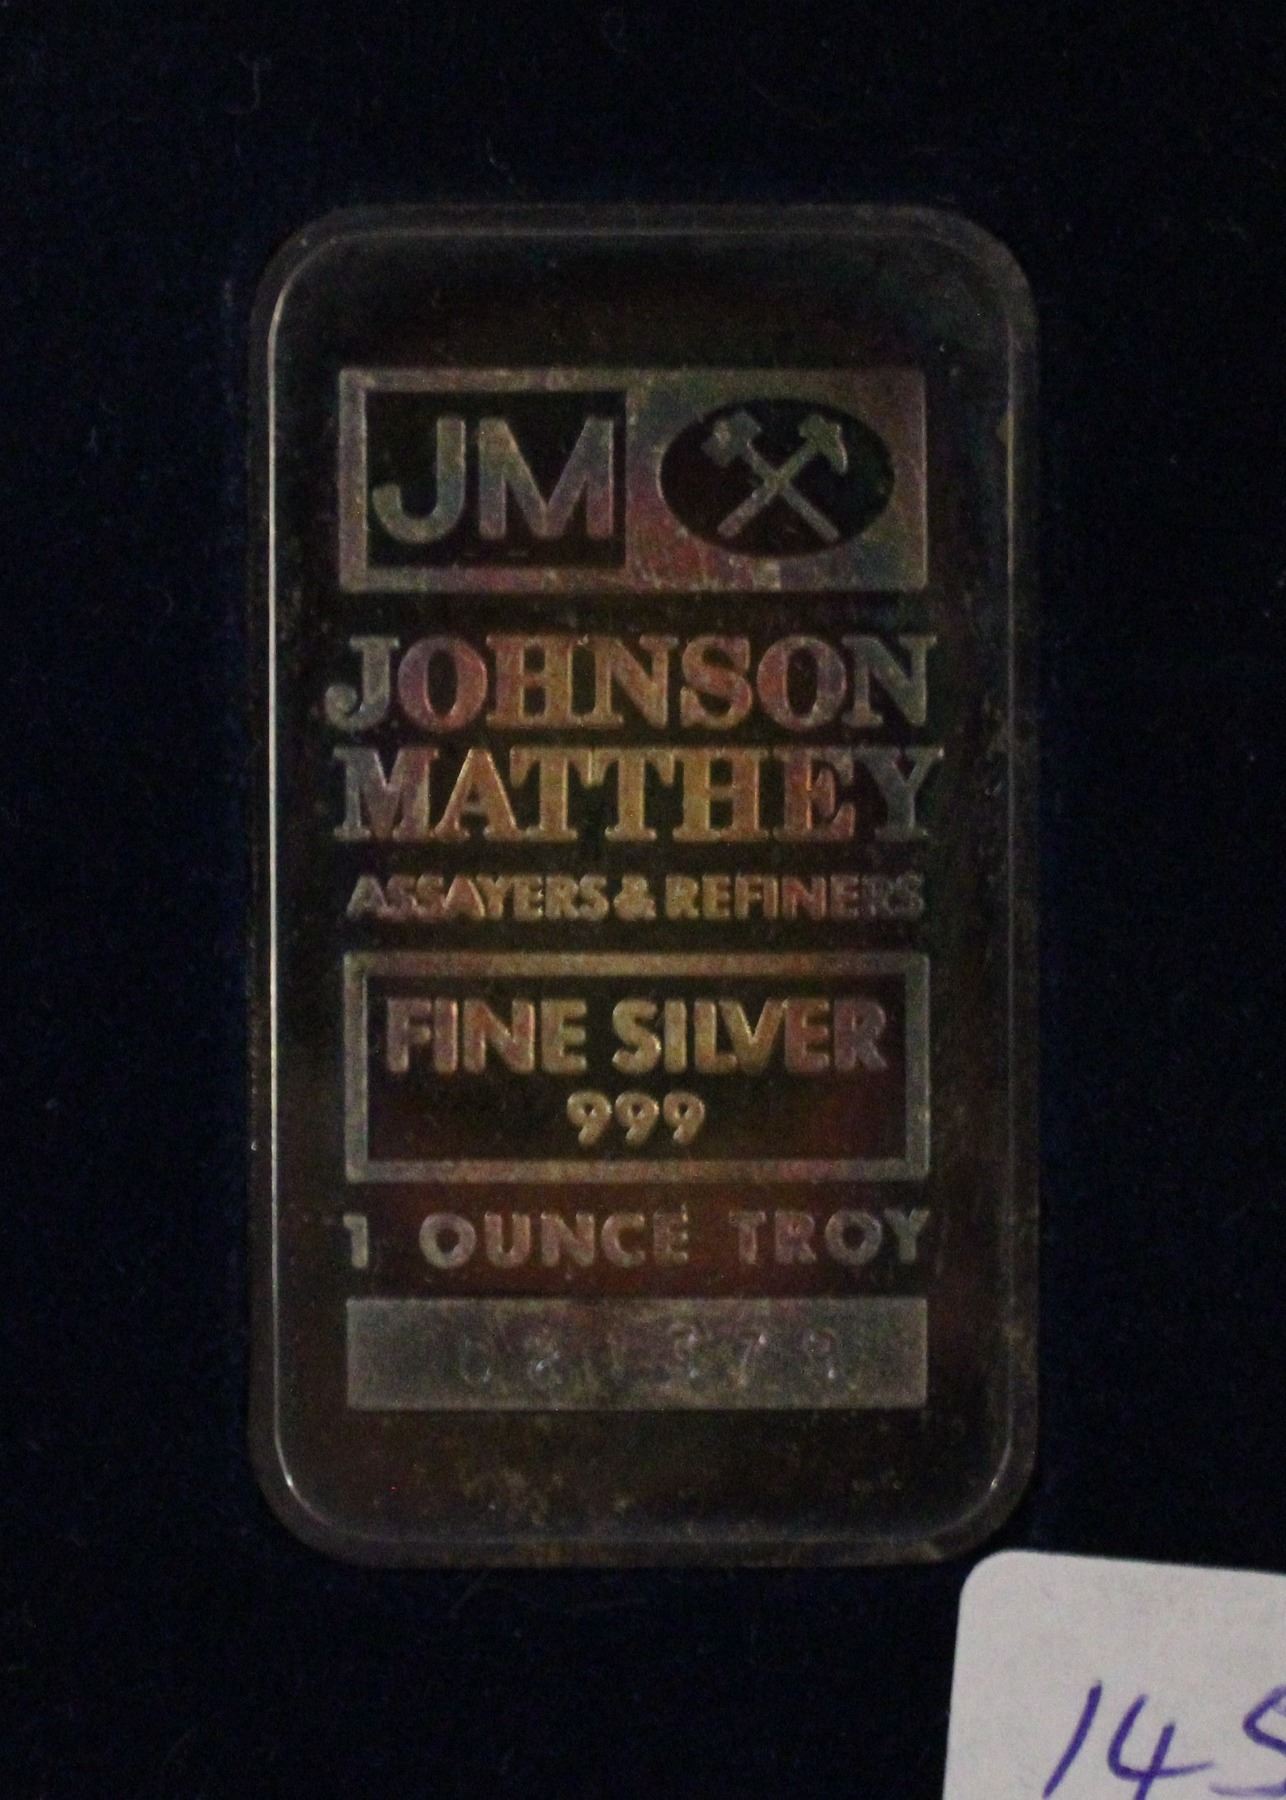 JM
JOHNSON
MATTHEY
ASSAYERS & REFINERS
FINE SILVER
999
1 OUNCE TROY